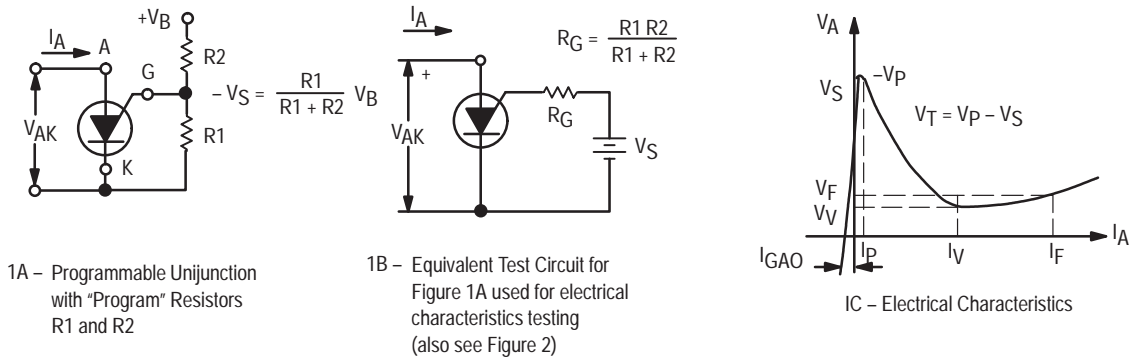 +VB
IA
A
R2
G
– VS = R1 / R1 + R2 VB
VAK
R1
K
1A – Programmable Unijunction
with “Program” Resistors
R1 and R2
IA
RG = R1 R2 / R1 + R2
+
VAK
RG
VS
1B – Equivalent Test Circuit for
Figure 1A used for electrical
characteristics testing
(also see Figure 2)
VA
VS
–VP
VT = VP – VS
VF
VV
IA
IGAO
IP
IV
IF
IC – Electrical Characteristics